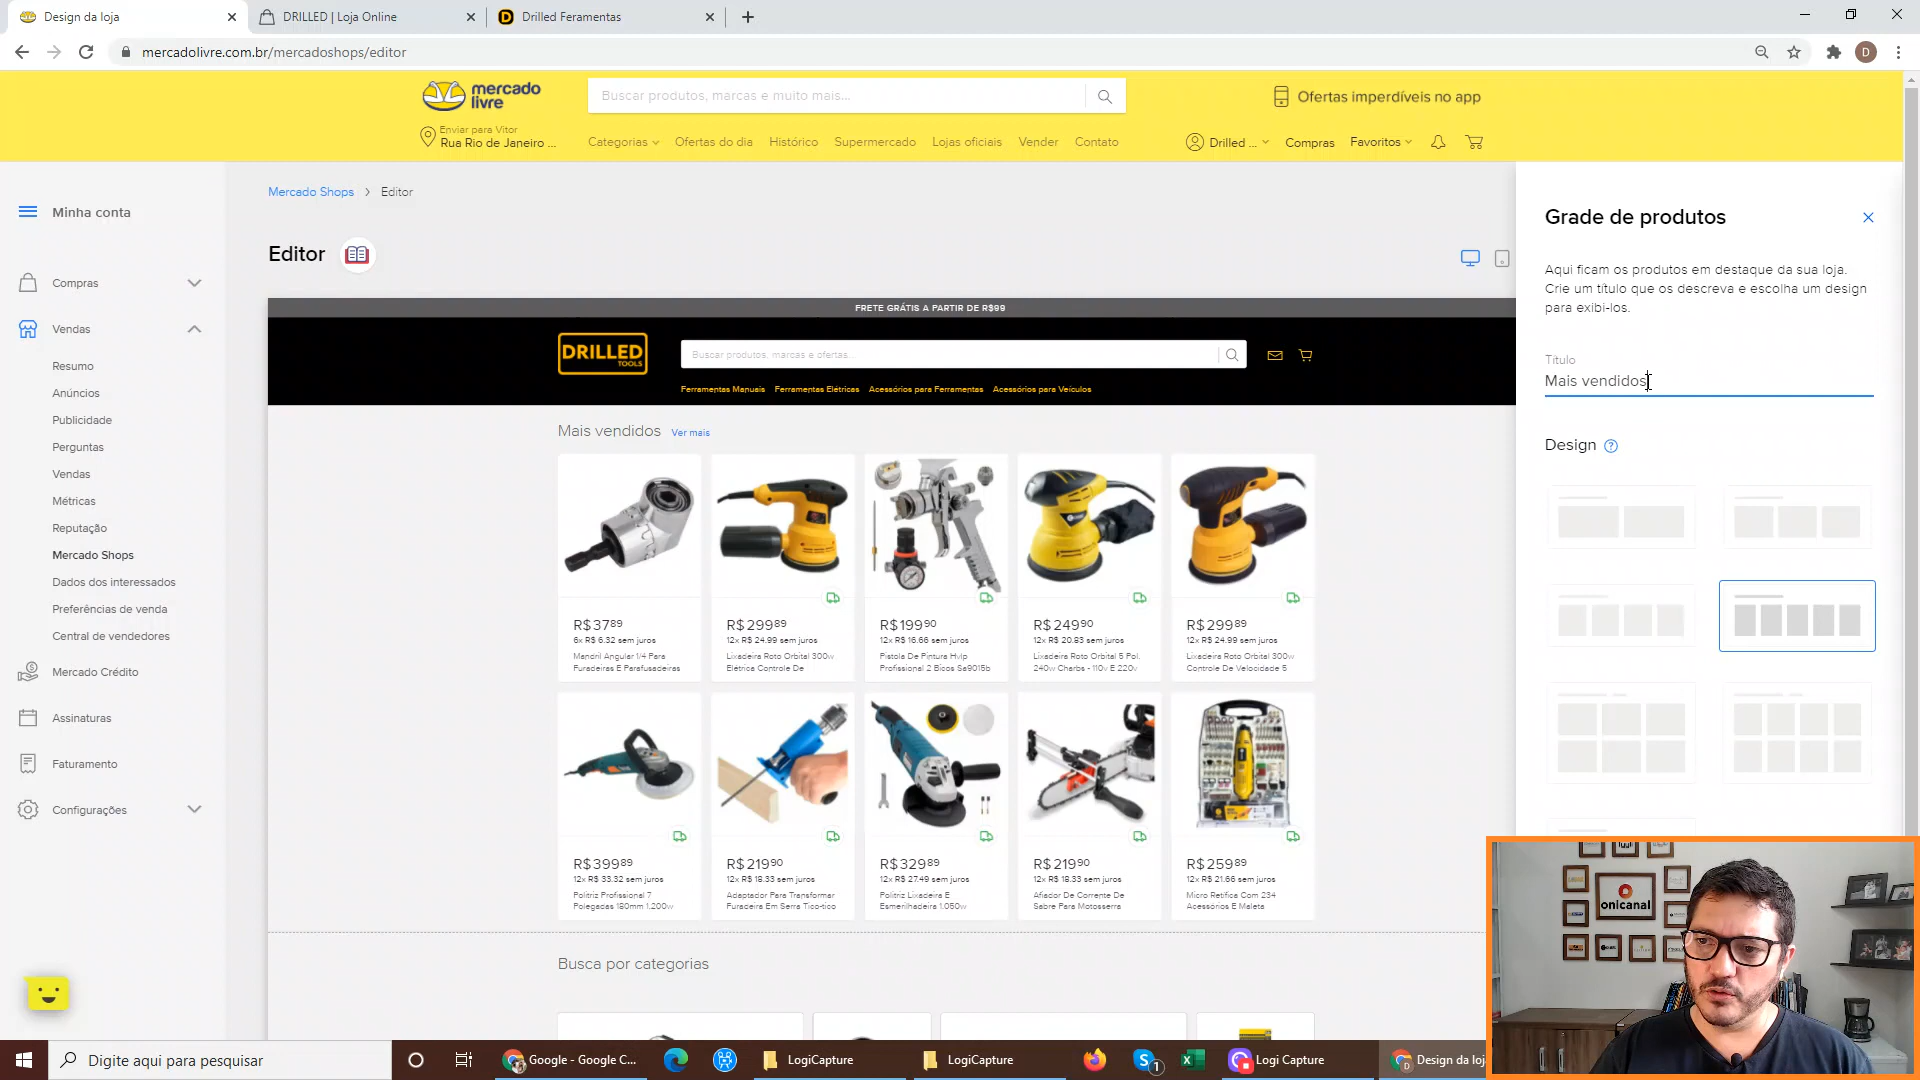 Design da loja
DRILLED | Loja Online
Drilled Feramentas
mercadolivre.com.br/mercadoshops/editor
D
mercado
livre
Buscar produtos, marcas e muito mais...
Ofertas imperdíveis no app
Enviar para Vitor
Rua Rio de Janeiro ...
Categorias
Ofertas do dia
Histórico
Supermercado
Lojas oficiais
Vender
Contato
Drilled ...
Compras
Favoritos
Minha conta
Compras
Vendas
Resumo
Anúncios
Publicidade
Perguntas
Vendas
Métricas
Reputação
Mercado Shops
Dados dos interessados
Preferências de venda
Central de vendedores
Mercado Crédito
Assinaturas
Faturamento
Configurações
Mercado Shops > Editor
Editor
FRETE GRÁTIS A PARTIR DE R$99
DRILLED
TOOLS
Buscar produtos, marcas e ofertas...
Ferramentas Manuais
Ferramentas Elétricas
Acessórios para Ferramentas
Acessórios para Veículos
Mais vendidos
Ver mais
R$ 37 89
6x R$ 6.32 sem juros
Mandril Angular 1/4 Para
Furadeiras E Parafusadeiras
R$ 299 89
12x R$ 24.99 sem juros
Lixadeira Roto Orbital 300w
Elétrica Controle De
R$ 199 90
12x R$ 16.66 sem juros
Pistola De Pintura Hvlp
Profissional 2 Bicos Sa9015b
R$ 249 90
12x R$ 20.83 sem juros
Lixadeira Roto Orbital 5 Pol.
240w Charbs - 110v E 220v
R$ 299 89
12x R$ 24.99 sem juros
Lixadeira Roto Orbital 300w
Controle De Velocidade 5
R$ 399 89
12x R$ 33.32 sem juros
Politriz Profissional 7
Polegadas 180mm 1.200w
R$ 219 90
12x R$ 18.33 sem juros
Adaptador Para Transformar
Furadeira Em Serra Tico-tico
R$ 329 89
12x R$ 27.49 sem juros
Politriz Lixadeira E
Esmerilhadeira 1.050w
R$ 219 90
12x R$ 18.33 sem juros
Afiador De Corrente De
Sabre Para Motosserra
R$ 259 89
12x R$ 21.66 sem juros
Micro Retífica Com 234
Acessórios E Maleta
Busca por categorias
Grade de produtos
Aqui ficam os produtos em destaque da sua loja.
Crie um título que os descreva e escolha um design
para exibi-los.
Título
Mais vendidos
Design ?
onicanal
Digite aqui para pesquisar
Google - Google C...
LogiCapture
LogiCapture
1
Logi Capture
Design da loj